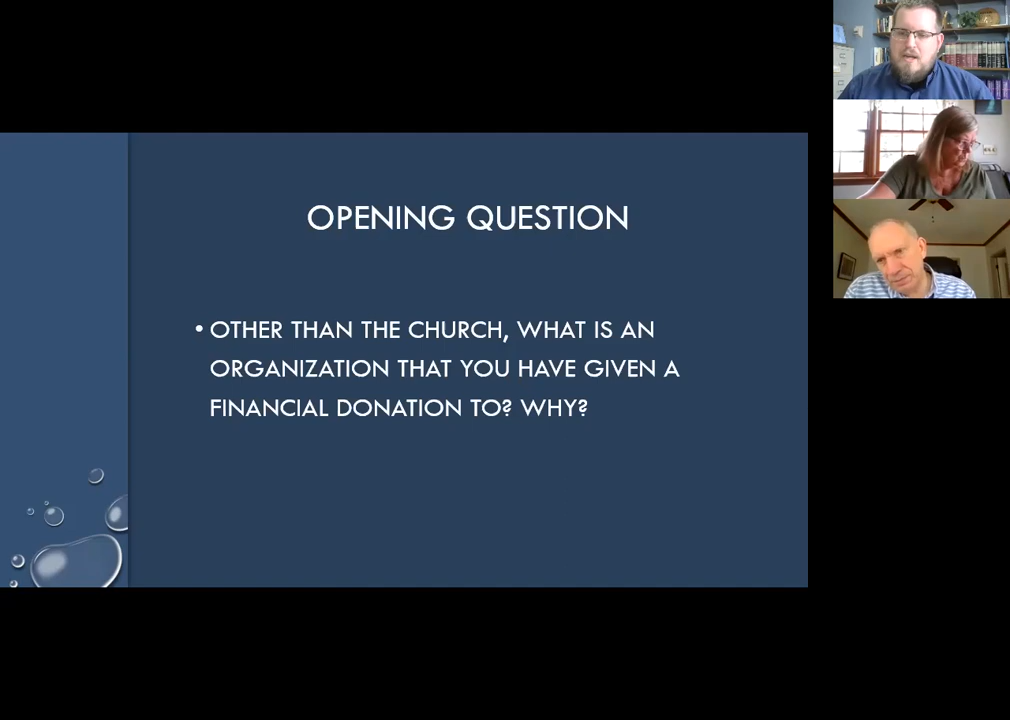 OPENING QUESTION
• OTHER THAN THE CHURCH, WHAT IS AN
ORGANIZATION THAT YOU HAVE GIVEN A
FINANCIAL DONATION TO? WHY?